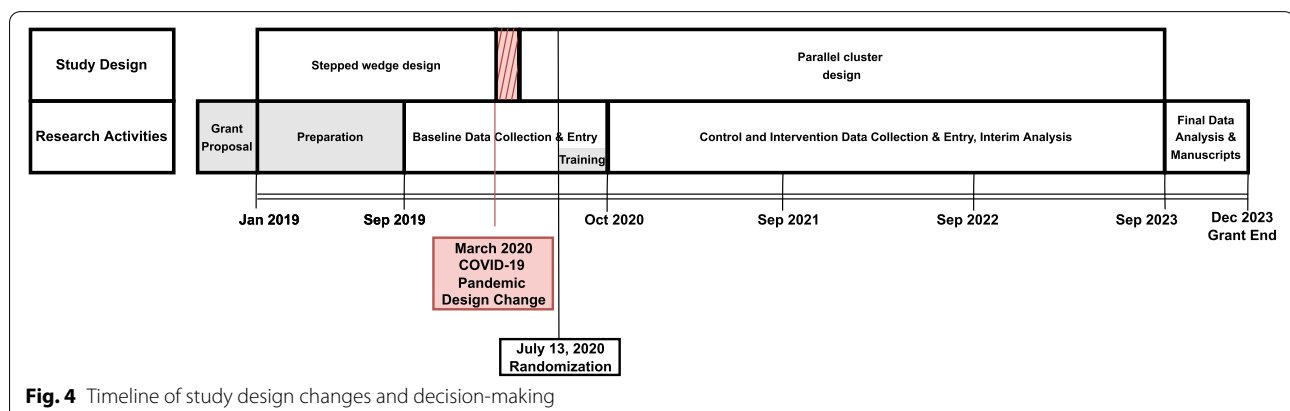 Study Design
Stepped wedge design
Parallel cluster
design
Research Activities
Grant
Proposal
Preparation
Baseline Data Collection & Entry
Training
Control and Intervention Data Collection & Entry, Interim Analysis
Final Data
Analysis &
Manuscripts
Jan 2019
Sep 2019
Oct 2020
Sep 2021
Sep 2022
Sep 2023
Dec 2023
Grant End
March 2020
COVID-19
Pandemic
Design Change
July 13, 2020
Randomization
Fig. 4 Timeline of study design changes and decision-making